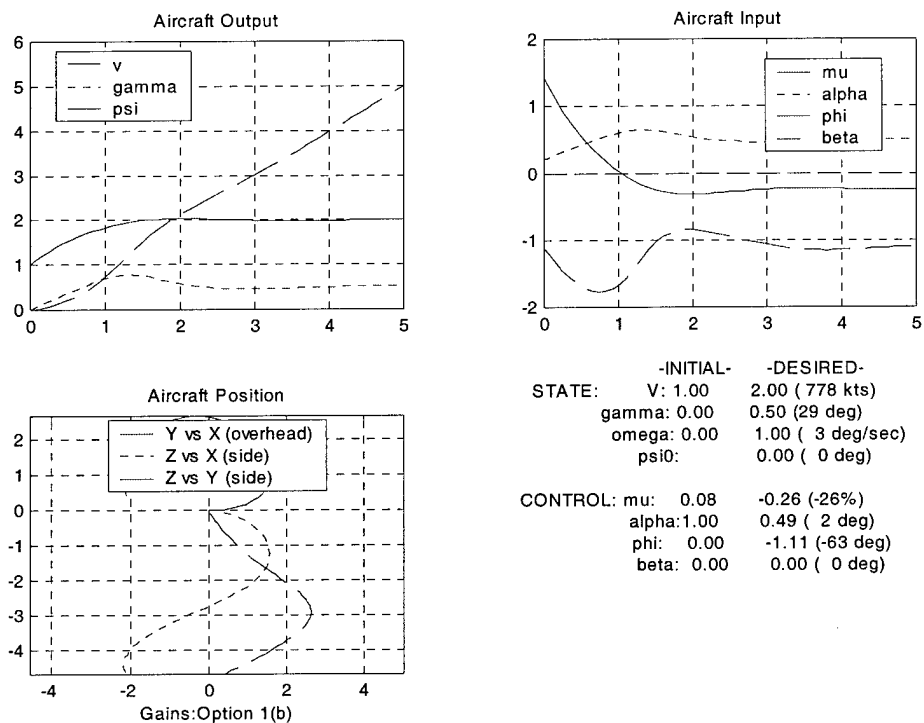 Aircraft Output
6
5
4
3
2
1
0
v
gamma
psi
0 1 2 3 4 5
Aircraft Input
2
1
0
-1
-2
mu
alpha
phi
beta
0 1 2 3 4 5
Aircraft Position
2
1
0
-1
-2
-3
-4
Y vs X (overhead)
Z vs X (side)
Z vs Y (side)
-4 -2 0 2 4
Gains:Option 1(b)
-INITIAL- -DESIRED-
STATE: V: 1.00 2.00 ( 778 kts)
gamma: 0.00 0.50 (29 deg)
omega: 0.00 1.00 ( 3 deg/sec)
psi0: 0.00 ( 0 deg)
CONTROL: mu: 0.08 -0.26 (-26%)
alpha:1.00 0.49 ( 2 deg)
phi: 0.00 -1.11 (-63 deg)
beta: 0.00 0.00 ( 0 deg)